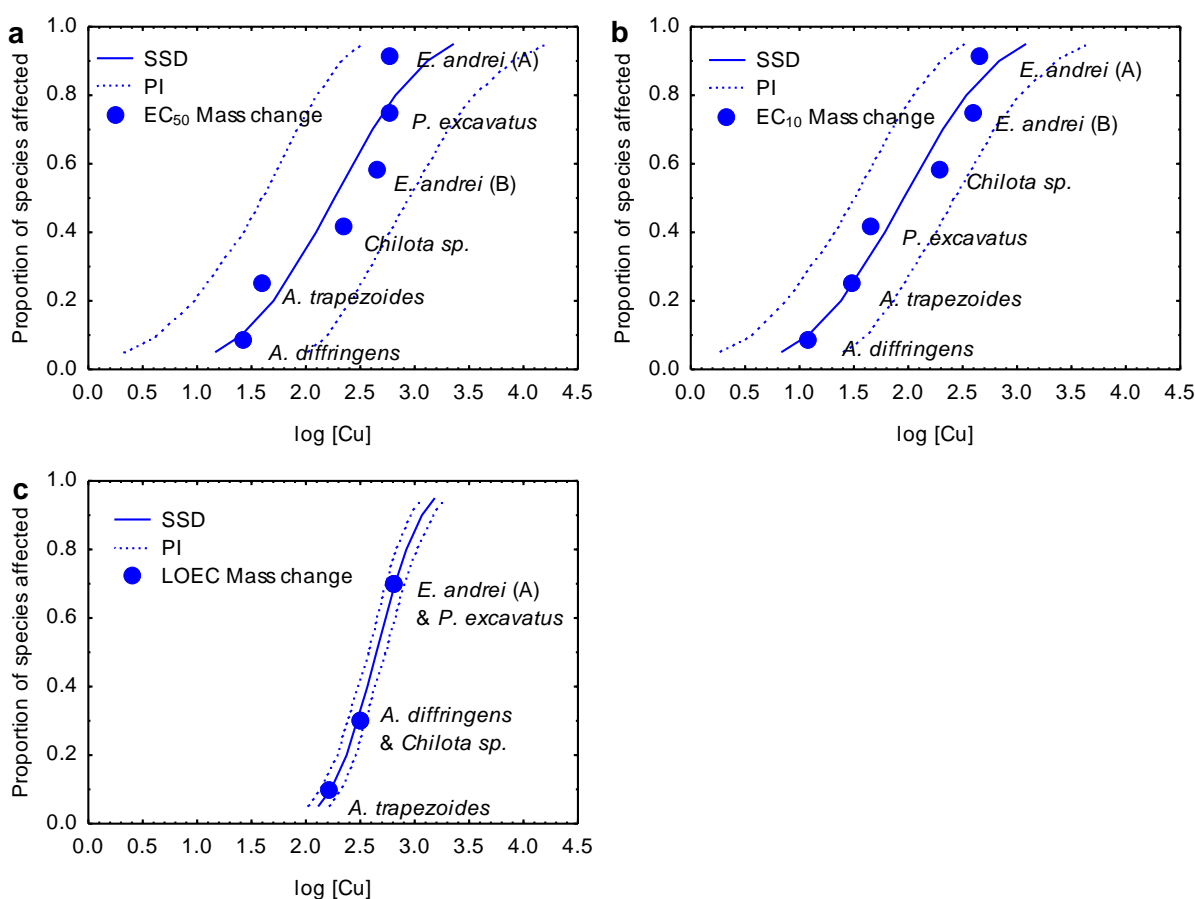 a
SSD
PI
EC50 Mass change
E. andrei (A)
P. excavatus
E. andrei (B)
Chilota sp.
A. trapezoides
A. diffringens
Proportion of species affected
1.0
0.8
0.6
0.4
0.2
0.0
0.0 0.5 1.0 1.5 2.0 2.5 3.0 3.5 4.0 4.5
log [Cu]
b
SSD
PI
EC10 Mass change
E. andrei (A)
E. andrei (B)
Chilota sp.
P. excavatus
A. trapezoides
A. diffringens
Proportion of species affected
1.0
0.8
0.6
0.4
0.2
0.0
0.0 0.5 1.0 1.5 2.0 2.5 3.0 3.5 4.0 4.5
log [Cu]
c
SSD
PI
LOEC Mass change
E. andrei (A)
& P. excavatus
A. diffringens
& Chilota sp.
A. trapezoides
Proportion of species affected
1.0
0.8
0.6
0.4
0.2
0.0
0.0 0.5 1.0 1.5 2.0 2.5 3.0 3.5 4.0 4.5
log [Cu]